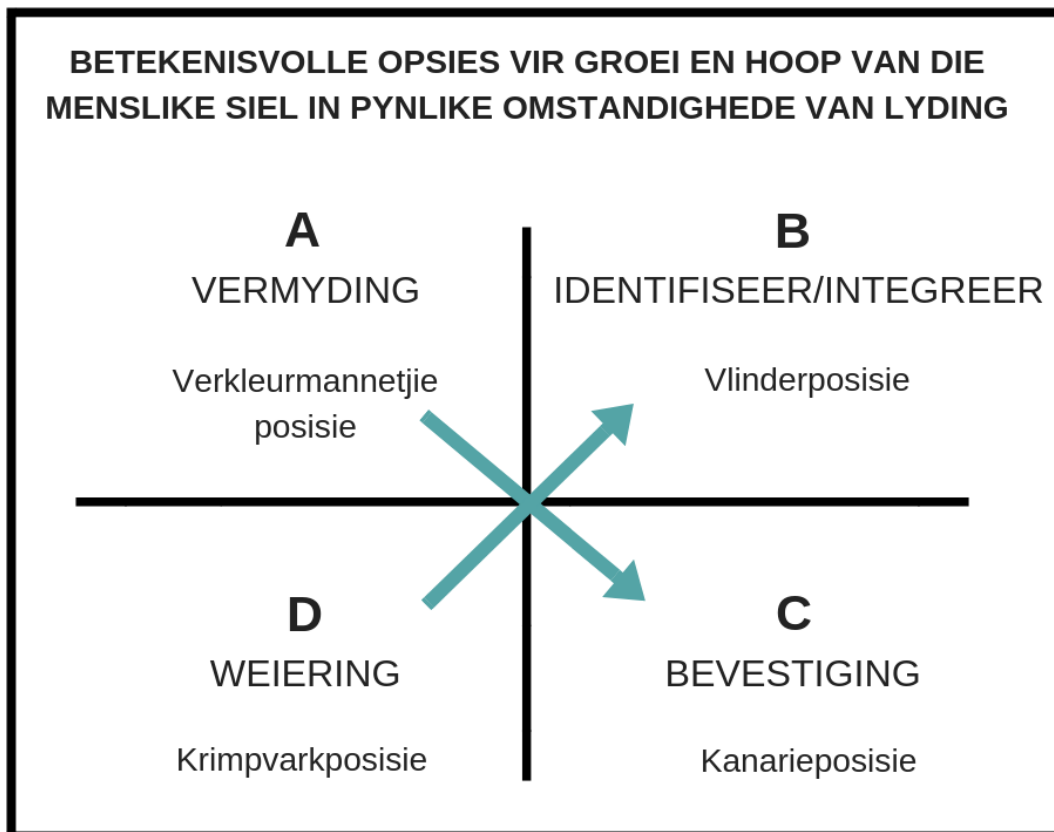 BETEKENISVOLLE OPSIES VIR GROEI EN HOOP VAN DIE
MENSLIKE SIEL IN PYNLIKE OMSTANDIGHEDE VAN LYDING
A
VERMYDING
Verkleurmannetjie
posisie
B
IDENTIFISEER/INTEGREER
Vlinderposisie
D
WEIERING
Krimpvarkposisie
C
BEVESTIGING
Kanarieposisie